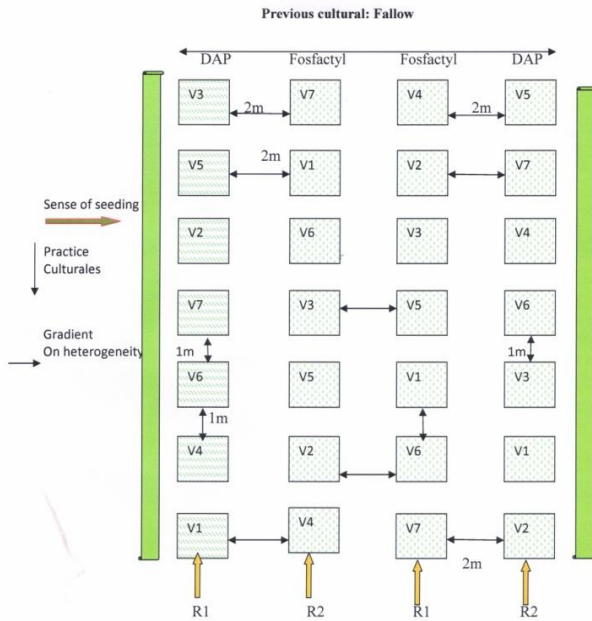 Previous cultural: Fallow
DAP Fosfactyl Fosfactyl DAP
V3 V7 V4 V5
2m 2m
2m
V5 V1 V2 V7
Sense of seeding
V2 V6 V3 V4
Practice
Culturales
V7 V3 V5 V6
Gradient
On heterogeneity
1m 1m
V6 V5 V1 V3
1m
V4 V2 V6 V1
V1 V4 V7 V2
2m
R1 R2 R1 R2